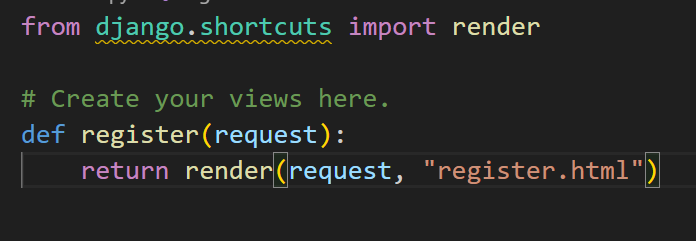 from django.shortcuts import render
# Create your views here.
def register(request):
    return render(request, "register.html")